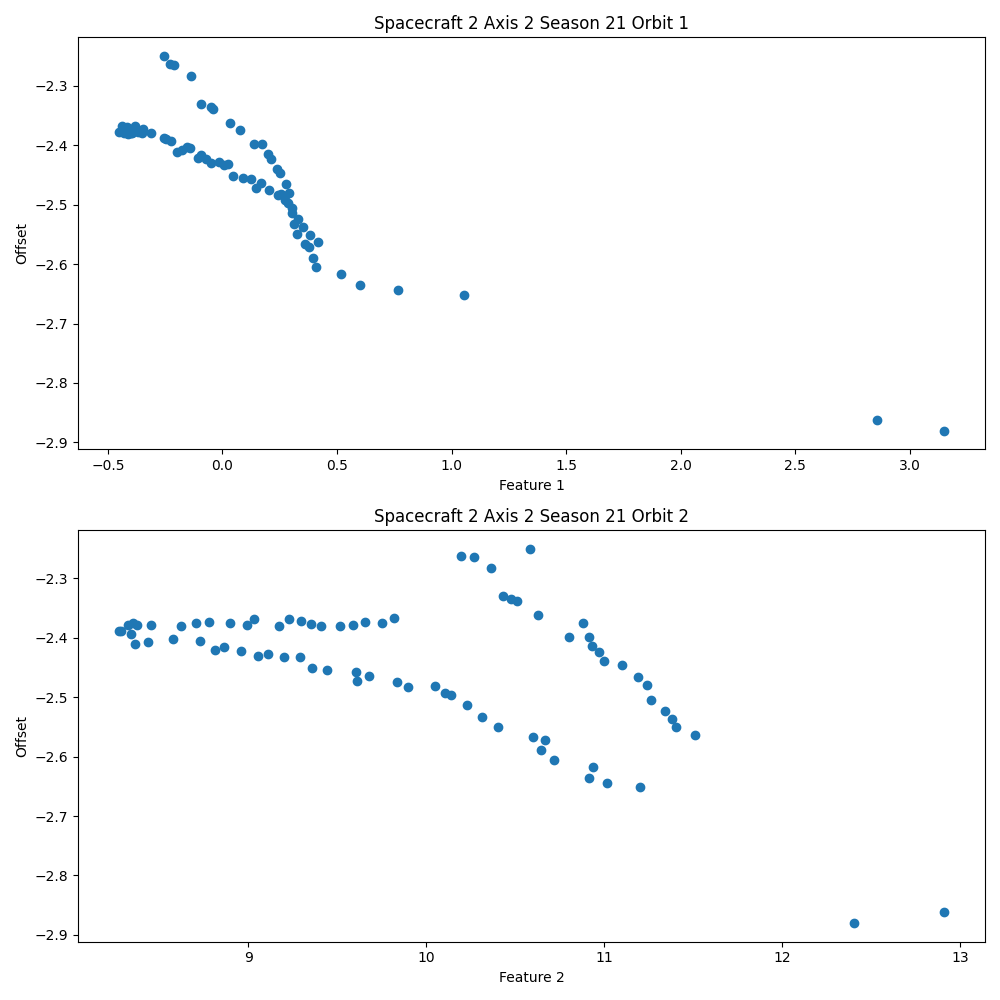 Spacecraft 2 Axis 2 Season 21 Orbit 1
−2.3
−2.4
−2.5
−2.6
−2.7
−2.8
−2.9
Offset
−0.5 0.0 0.5 1.0 1.5 2.0 2.5 3.0
Feature 1
Spacecraft 2 Axis 2 Season 21 Orbit 2
−2.3
−2.4
−2.5
−2.6
−2.7
−2.8
−2.9
Offset
9 10 11 12 13
Feature 2